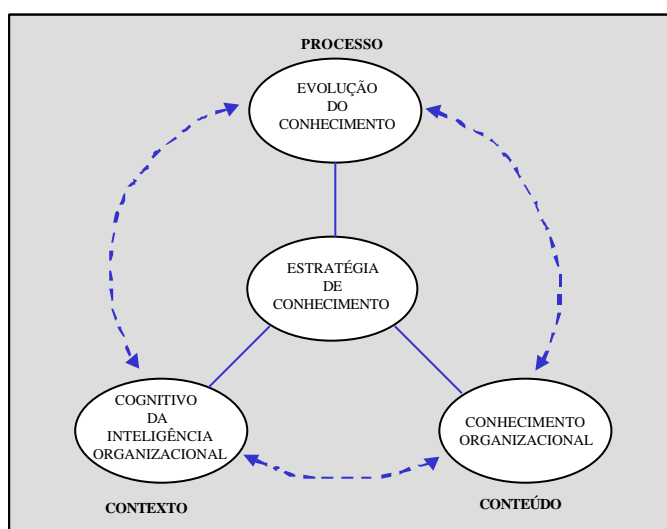 PROCESSO
EVOLUÇÃO
DO
CONHECIMENTO
ESTRATÉGIA
DE
CONHECIMENTO
COGNITIVO
DA
INTELIGÊNCIA
ORGANIZACIONAL
CONTEXTO
CONHECIMENTO
ORGANIZACIONAL
CONTEÚDO